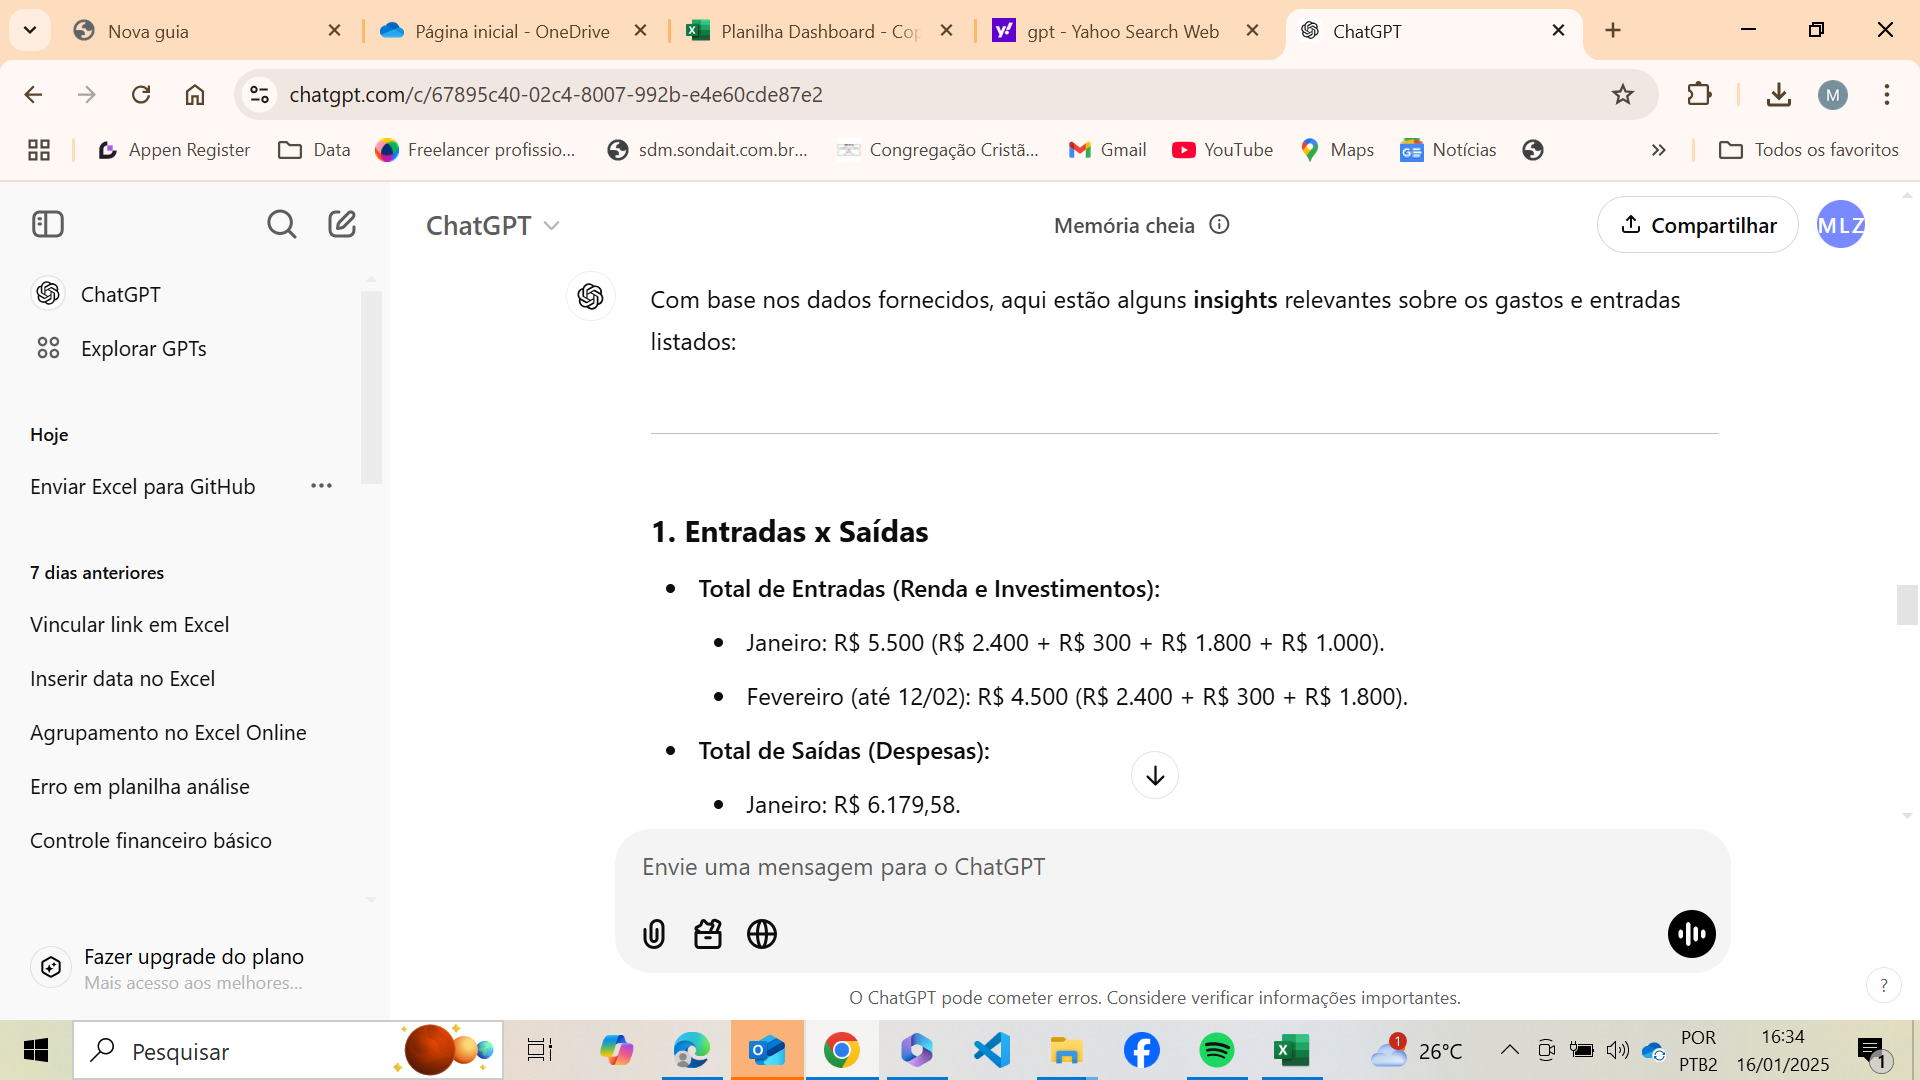 Nova guia
Página inicial - OneDrive
Planilha Dashboard - Cop
gpt - Yahoo Search Web
ChatGPT
chatgpt.com/c/67895c40-02c4-8007-992b-e4e60cde87e2
M
Appen Register
Data
Freelancer profissio...
sdm.sondait.com.br...
Congregação Cristã...
Gmail
YouTube
Maps
Notícias
Todos os favoritos
ChatGPT
Memória cheia
Compartilhar
MLZ
ChatGPT
Explorar GPTs
Hoje
Enviar Excel para GitHub
7 dias anteriores
Vincular link em Excel
Inserir data no Excel
Agrupamento no Excel Online
Erro em planilha análise
Controle financeiro básico
Fazer upgrade do plano
Mais acesso aos melhores...
Com base nos dados fornecidos, aqui estão alguns insights relevantes sobre os gastos e entradas
listados:
1. Entradas x Saídas
• Total de Entradas (Renda e Investimentos):
• Janeiro: R$ 5.500 (R$ 2.400 + R$ 300 + R$ 1.800 + R$ 1.000).
• Fevereiro (até 12/02): R$ 4.500 (R$ 2.400 + R$ 300 + R$ 1.800).
• Total de Saídas (Despesas):
• Janeiro: R$ 6.179,58.
Envie uma mensagem para o ChatGPT
O ChatGPT pode cometer erros. Considere verificar informações importantes.
?
Pesquisar
1
26°C
POR
PTB2
16:34
16/01/2025
1